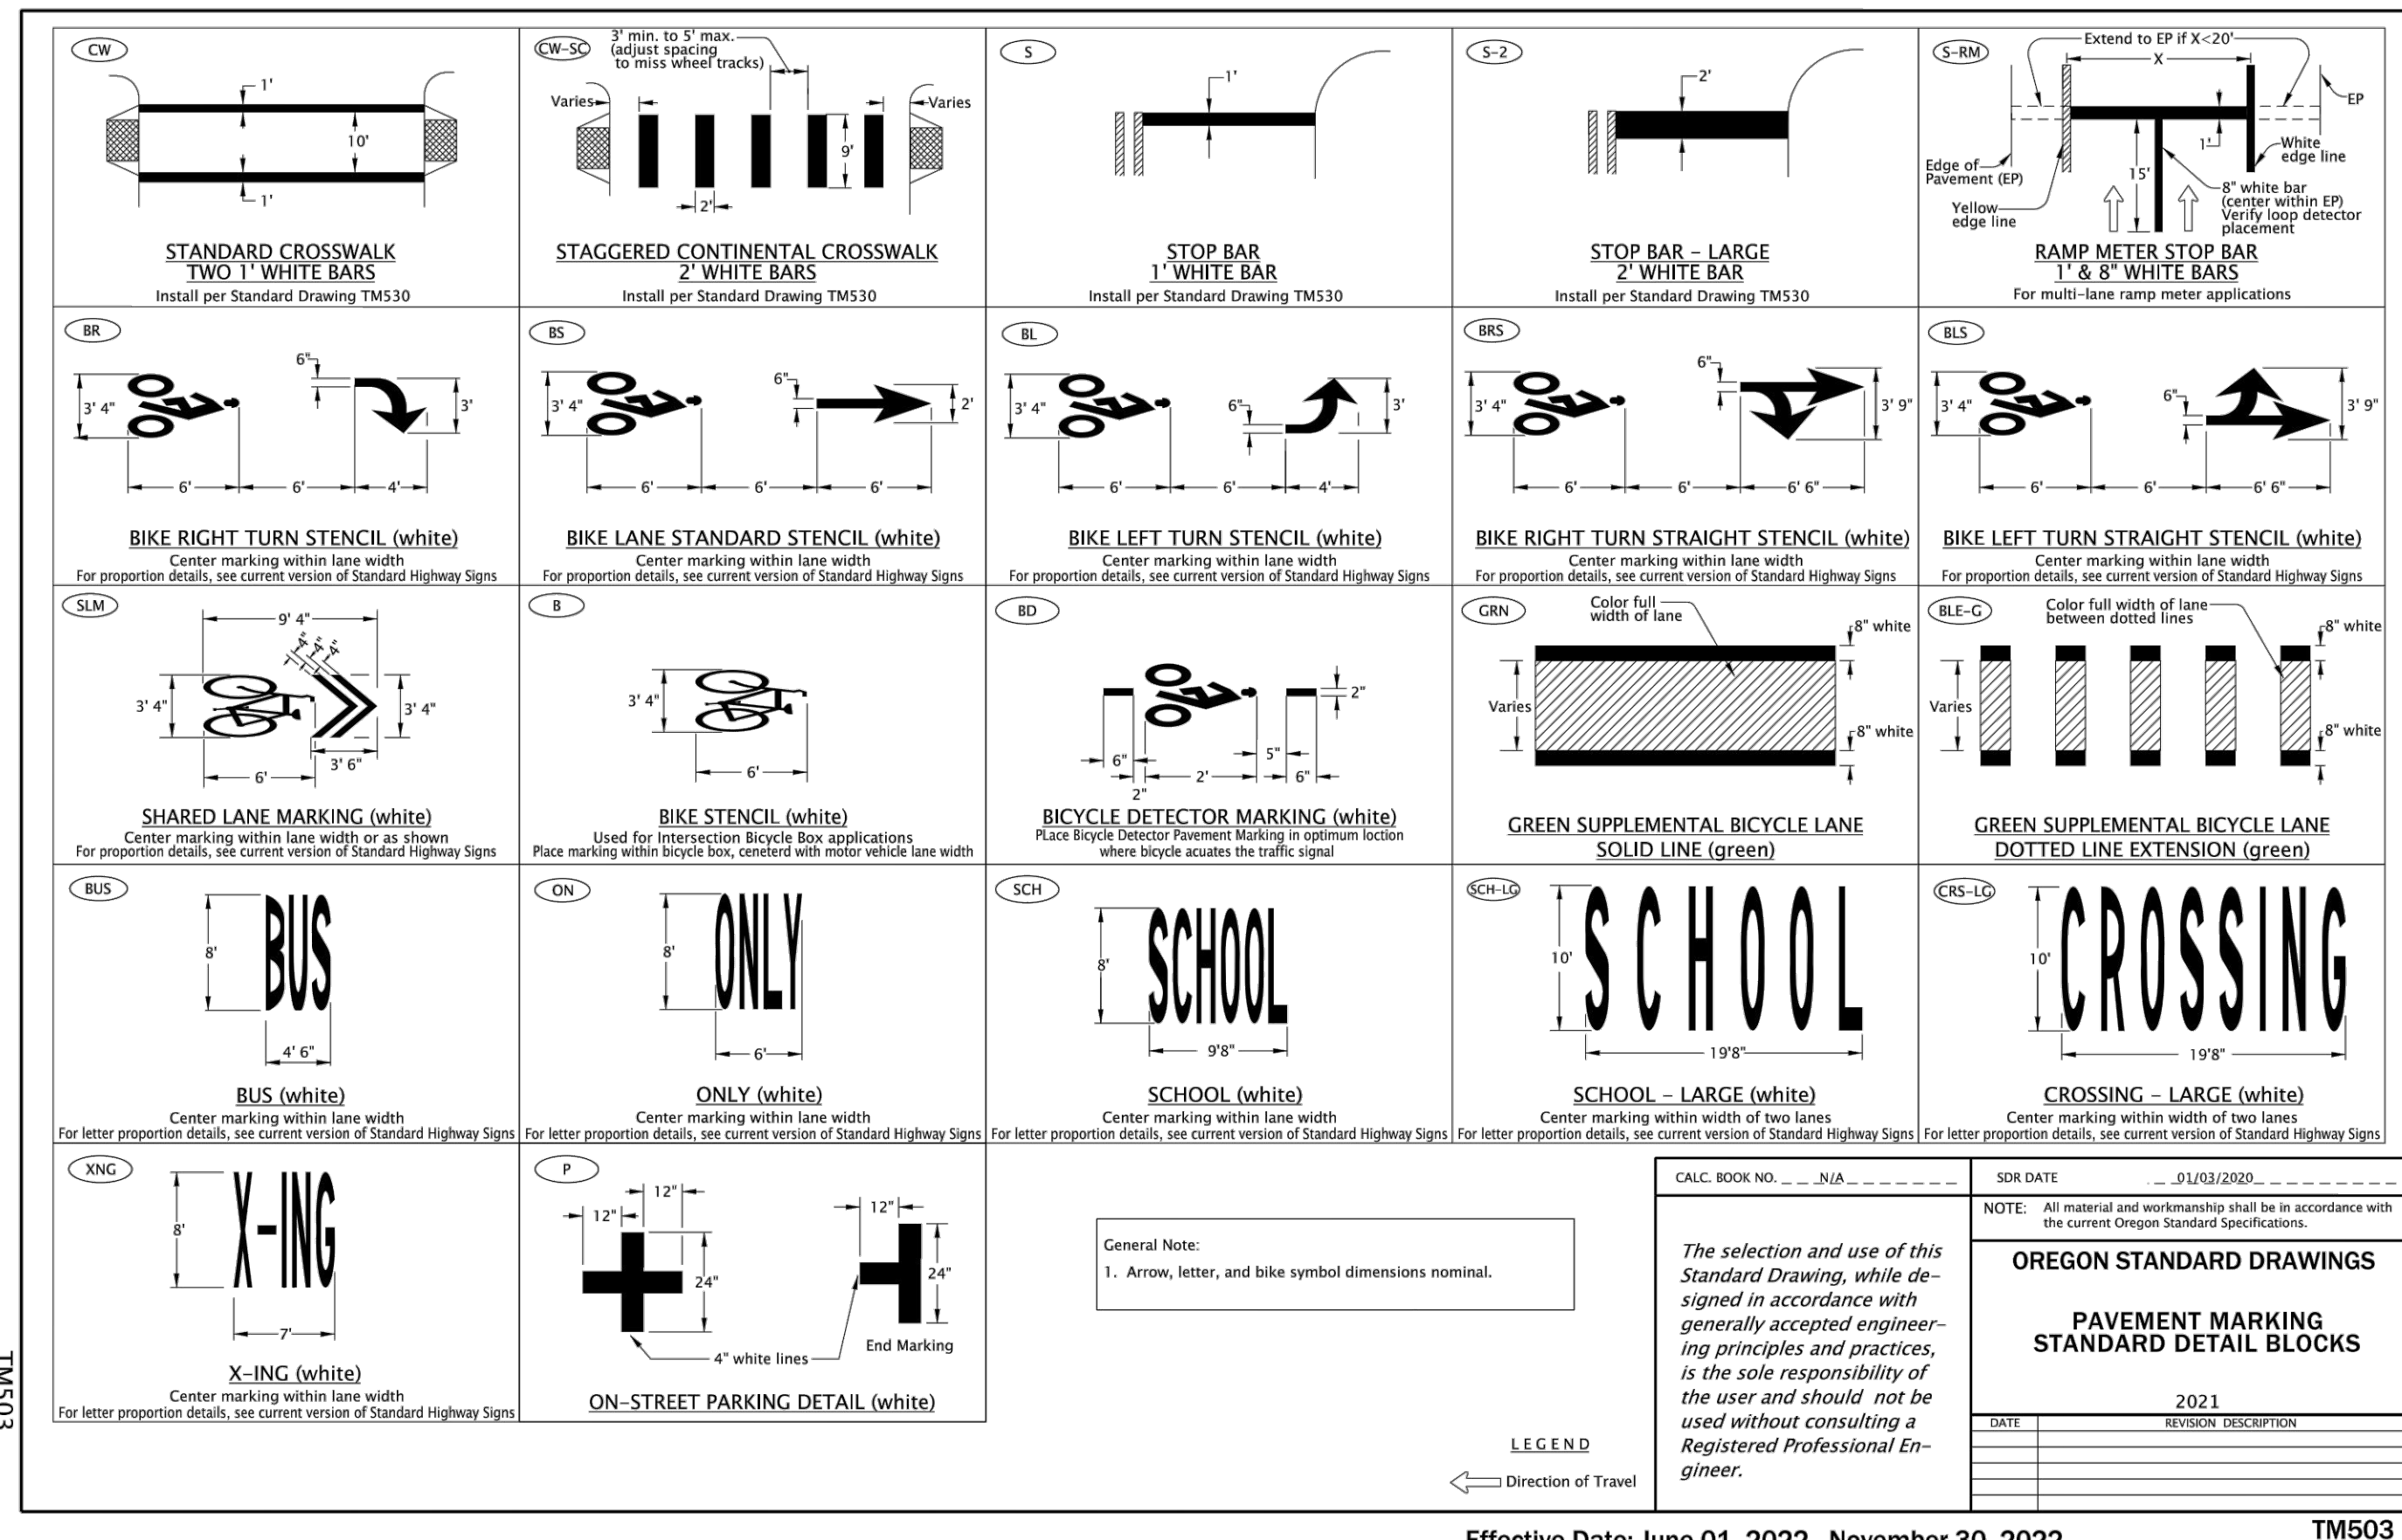 CW
1'
10'
1'
STANDARD CROSSWALK
TWO 1' WHITE BARS
Install per Standard Drawing TM530
CW-SC
3' min. to 5' max.
(adjust spacing
to miss wheel tracks)
Varies
Varies
9'
2'
STAGGERED CONTINENTAL CROSSWALK
2' WHITE BARS
Install per Standard Drawing TM530
S
1'
STOP BAR
1' WHITE BAR
Install per Standard Drawing TM530
S-2
2'
STOP BAR - LARGE
2' WHITE BAR
Install per Standard Drawing TM530
S-RM
Extend to EP if X<20'
X
EP
1'
White
edge line
Edge of
Pavement (EP)
15'
8" white bar
(center within EP)
Verify loop detector
placement
Yellow
edge line
RAMP METER STOP BAR
1' & 8" WHITE BARS
For multi-lane ramp meter applications
BR
6"
3' 4"
3'
6'
6'
4'
BIKE RIGHT TURN STENCIL (white)
Center marking within lane width
For proportion details, see current version of Standard Highway Signs
BS
6"
3' 4"
2'
6'
6'
6'
BIKE LANE STANDARD STENCIL (white)
Center marking within lane width
For proportion details, see current version of Standard Highway Signs
BL
3' 4"
6"
3'
6'
6'
4'
BIKE LEFT TURN STENCIL (white)
Center marking within lane width
For proportion details, see current version of Standard Highway Signs
BRS
6"
3' 4"
3' 9"
6'
6'
6' 6"
BIKE RIGHT TURN STRAIGHT STENCIL (white)
Center marking within lane width
For proportion details, see current version of Standard Highway Signs
BLS
6"
3' 4"
3' 9"
6'
6'
6' 6"
BIKE LEFT TURN STRAIGHT STENCIL (white)
Center marking within lane width
For proportion details, see current version of Standard Highway Signs
SLM
9' 4"
4"
4"
4"
3' 4"
3' 4"
3' 6"
6'
SHARED LANE MARKING (white)
Center marking within lane width or as shown
For proportion details, see current version of Standard Highway Signs
B
3' 4"
6'
BIKE STENCIL (white)
Used for Intersection Bicycle Box applications
Place marking within bicycle box, ceneterd with motor vehicle lane width
BD
2"
5"
6"
2'
6"
2"
BICYCLE DETECTOR MARKING (white)
PLace Bicycle Detector Pavement Marking in optimum loction
where bicycle acuates the traffic signal
GRN
Color full
width of lane
8" white
Varies
8" white
GREEN SUPPLEMENTAL BICYCLE LANE
SOLID LINE (green)
BLE-G
Color full width of lane
between dotted lines
8" white
Varies
8" white
GREEN SUPPLEMENTAL BICYCLE LANE
DOTTED LINE EXTENSION (green)
BUS
8'
BUS
4' 6"
BUS (white)
Center marking within lane width
For letter proportion details, see current version of Standard Highway Signs
ON
8'
ONLY
6'
ONLY (white)
Center marking within lane width
For letter proportion details, see current version of Standard Highway Signs
SCH
8'
SCHOOL
9'8"
SCHOOL (white)
Center marking within lane width
For letter proportion details, see current version of Standard Highway Signs
SCH-LG
10'
SCHOOL
19'8"
SCHOOL - LARGE (white)
Center marking within width of two lanes
For letter proportion details, see current version of Standard Highway Signs
CRS-LG
10'
CROSSING
19'8"
CROSSING - LARGE (white)
Center marking within width of two lanes
For letter proportion details, see current version of Standard Highway Signs
XNG
8'
X-ING
7'
X-ING (white)
Center marking within lane width
For letter proportion details, see current version of Standard Highway Signs
P
12"
12"
24"
12"
24"
End Marking
4" white lines
ON-STREET PARKING DETAIL (white)
General Note:
1. Arrow, letter, and bike symbol dimensions nominal.
LEGEND
Direction of Travel
CALC. BOOK NO. N/A
SDR DATE 01/03/2020
NOTE: All material and workmanship shall be in accordance with
the current Oregon Standard Specifications.
The selection and use of this
Standard Drawing, while de-
signed in accordance with
generally accepted engineer-
ing principles and practices,
is the sole responsibility of
the user and should not be
used without consulting a
Registered Professional En-
gineer.
OREGON STANDARD DRAWINGS
PAVEMENT MARKING
STANDARD DETAIL BLOCKS
2021
DATE REVISION DESCRIPTION
TM503
Effective Date: June 01, 2022 - November 30, 2022
TM503